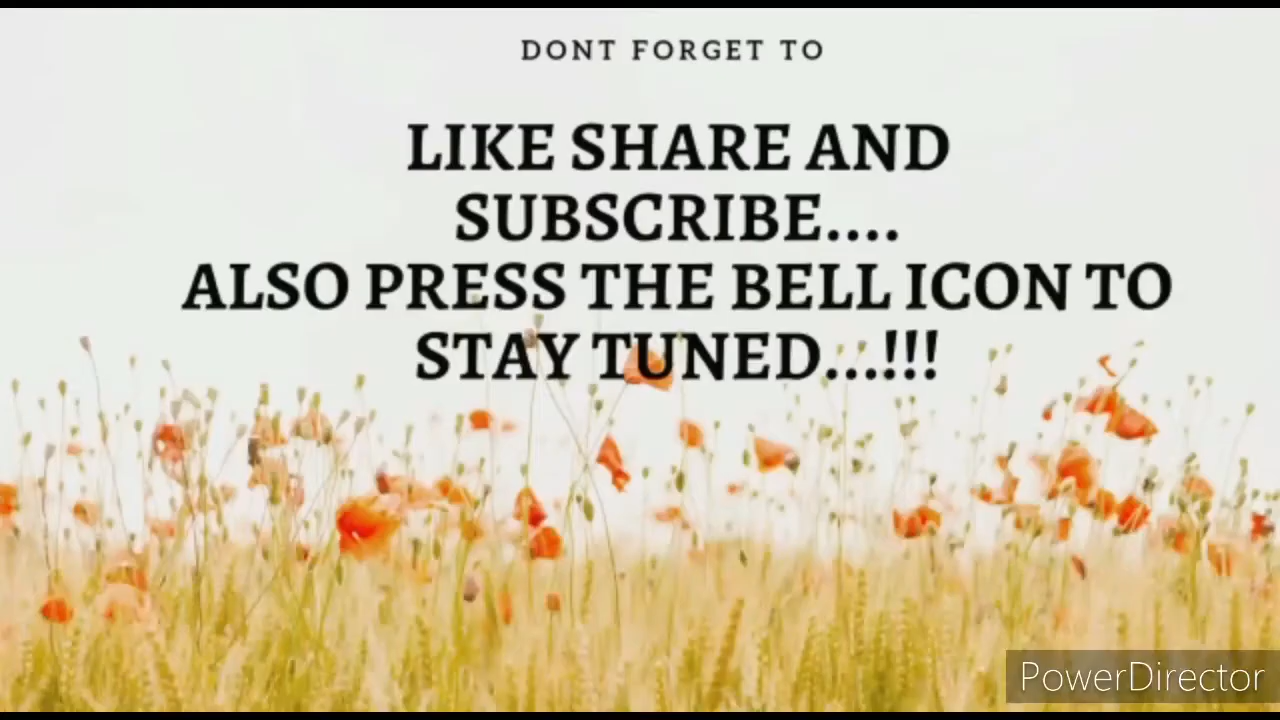 DONT FORGET TO
LIKE SHARE AND
SUBSCRIBE....
ALSO PRESS THE BELL ICON TO
STAY TUNED...!!!
PowerDirector